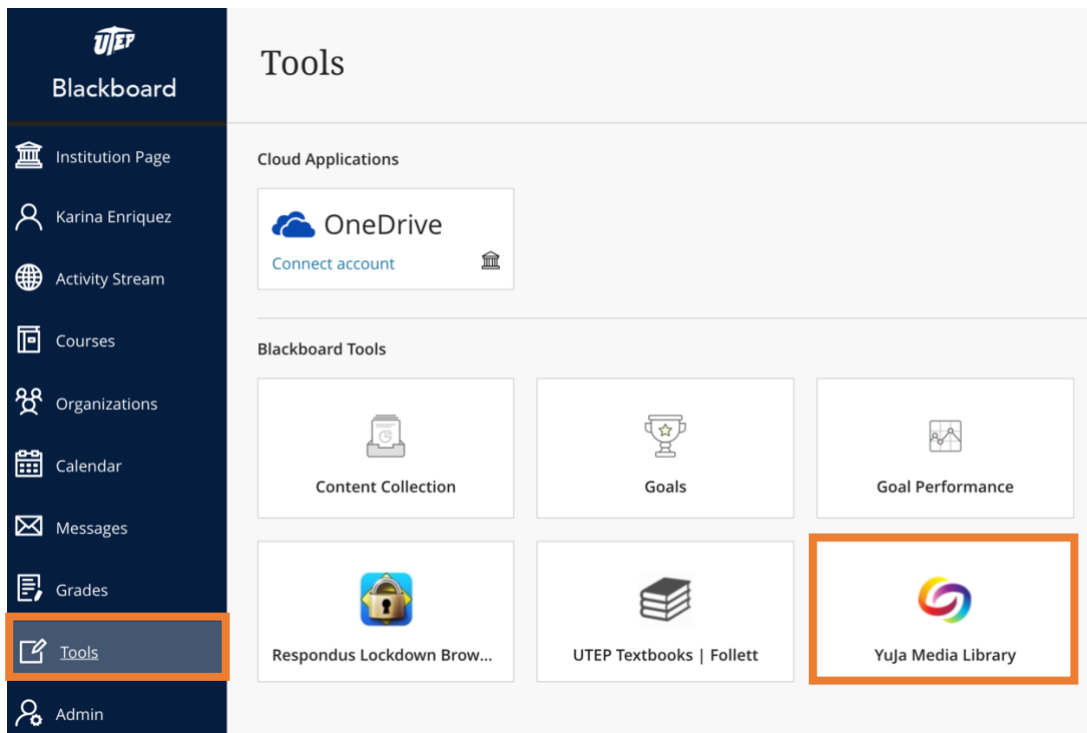 UTEP
Blackboard
Institution Page
Karina Enriquez
Activity Stream
Courses
Organizations
Calendar
Messages
Grades
Tools
Admin
Tools
Cloud Applications
OneDrive
Connect account
Blackboard Tools
Content Collection
Goals
Goal Performance
Respondus Lockdown Brow...
UTEP Textbooks | Follett
YuJa Media Library